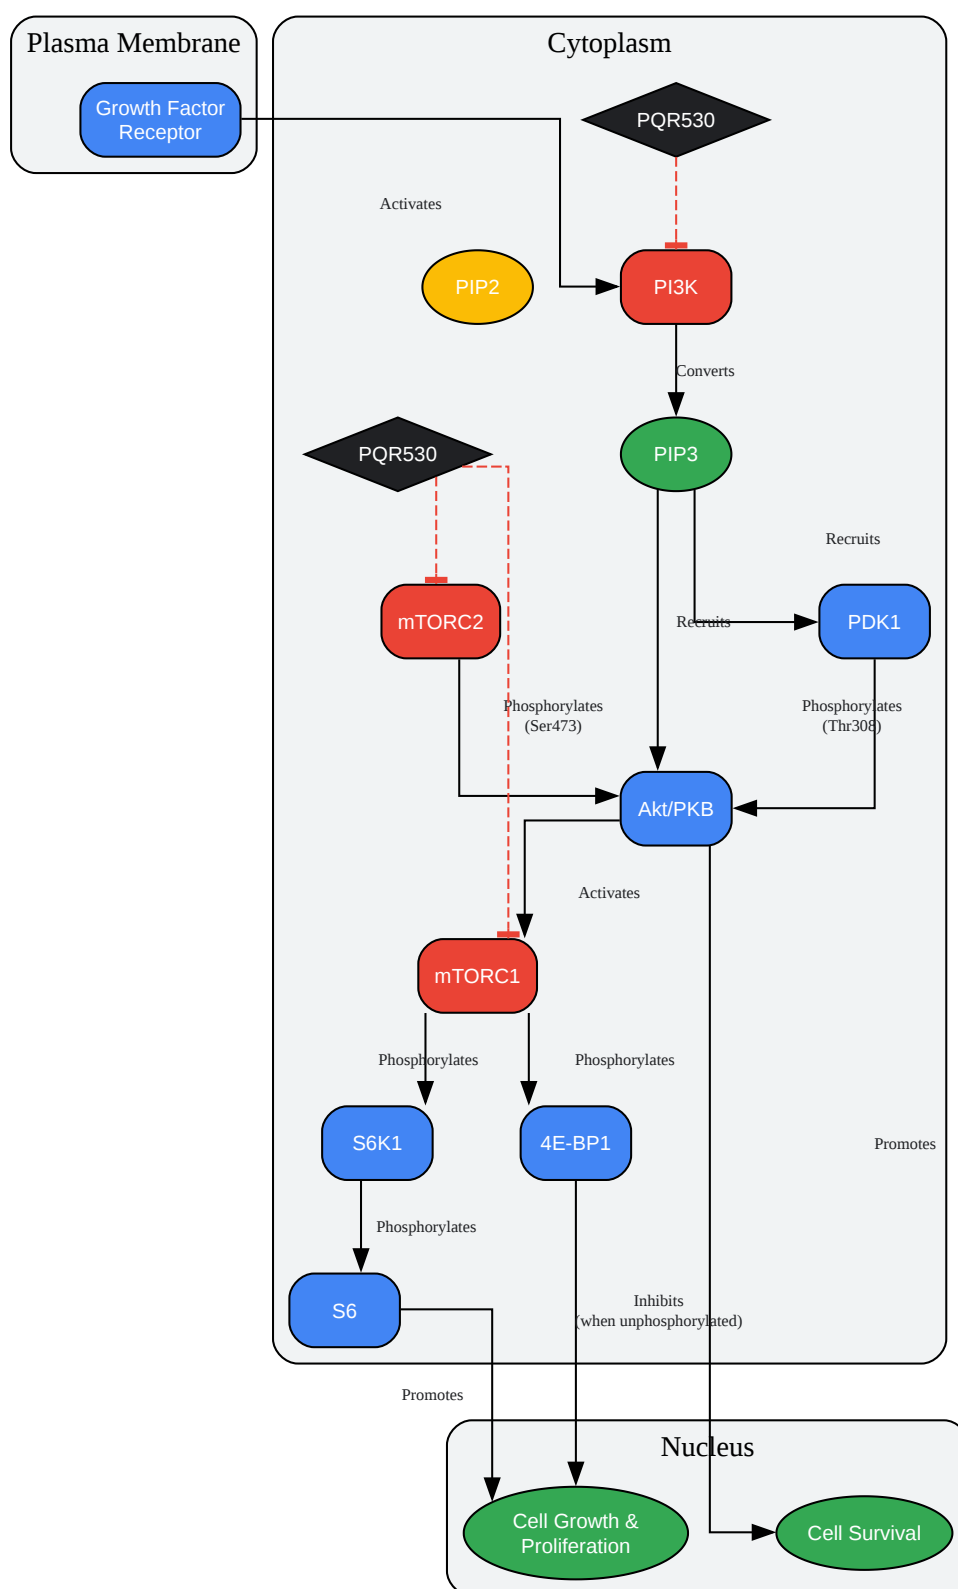 Plasma Membrane
Cytoplasm
Growth Factor
Receptor
PQR530
Activates
PIP2
PI3K
Converts
PQR530
PIP3
Recruits
mTORC2
Recruits
PDK1
Phosphorylates
(Ser473)
Phosphorylates
(Thr308)
Akt/PKB
Activates
mTORC1
Phosphorylates
Phosphorylates
S6K1
4E-BP1
Promotes
Phosphorylates
S6
Inhibits
(when unphosphorylated)
Promotes
Nucleus
Cell Growth &
Proliferation
Cell Survival